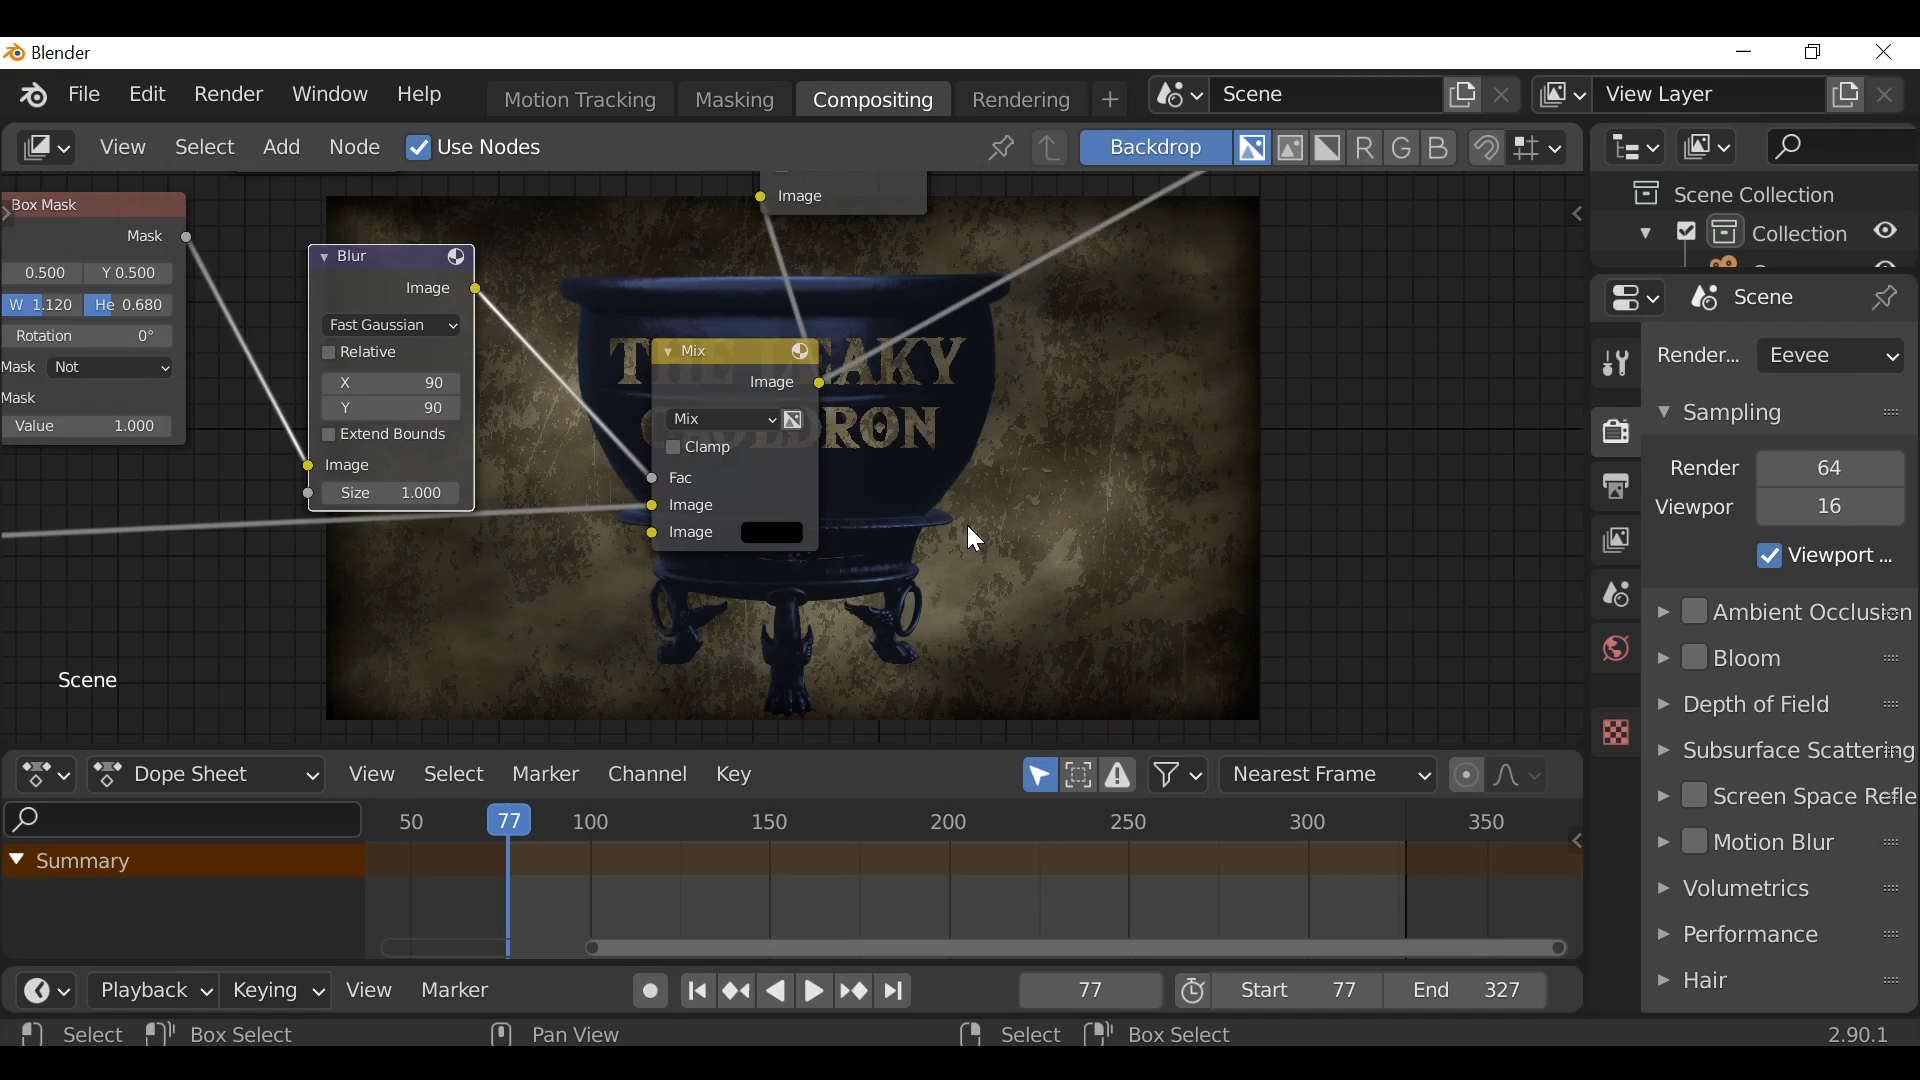 Blender
File Edit Render Window Help
Motion Tracking Masking Compositing Rendering +
Scene
View Layer
View Select Add Node Use Nodes
Backdrop R G B
Box Mask
Mask
0.500 Y 0.500
W 1.120 He 0.680
Rotation 0°
Mask Not
Mask
Value 1.000
Blur
Image
Fast Gaussian
Relative
X 90
Y 90
Extend Bounds
Image
Size 1.000
Image
Mix
Image
Mix
Clamp
Fac
Image
Image
RON
Scene
Scene Collection
Collection
Scene
Render... Eevee
Sampling
Render 64
Viewpor 16
Viewport ...
Ambient Occlusion
Bloom
Depth of Field
Subsurface Scattering
Screen Space Refle
Motion Blur
Volumetrics
Performance
Hair
Dope Sheet View Select Marker Channel Key
Nearest Frame
50 77 100 150 200 250 300 350
Summary
Playback Keying View Marker
77 Start 77 End 327
Select Box Select Pan View Select Box Select 2.90.1